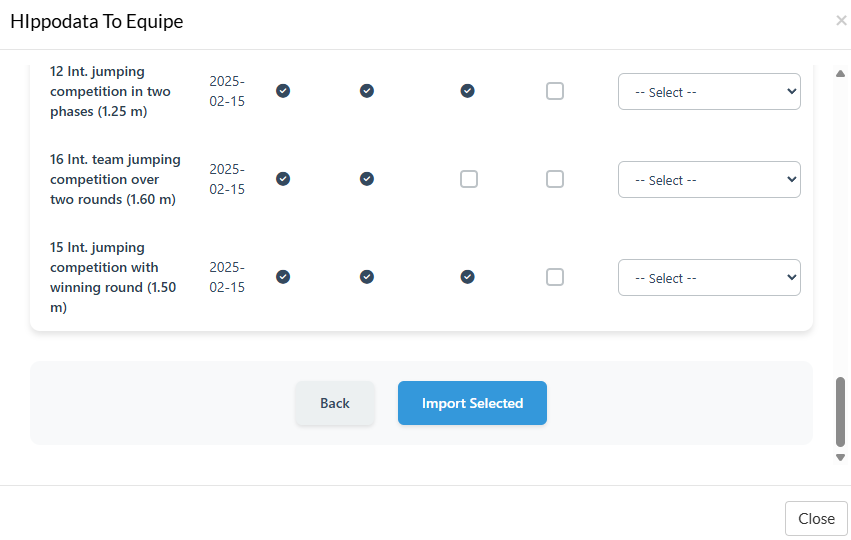 HIppodata To Equipe
×
12 Int. jumping
competition in two
phases (1.25 m)
2025-
02-15
-- Select --
16 Int. team jumping
competition over
two rounds (1.60 m)
2025-
02-15
-- Select --
15 Int. jumping
competition with
winning round (1.50
m)
2025-
02-15
-- Select --
Back
Import Selected
Close